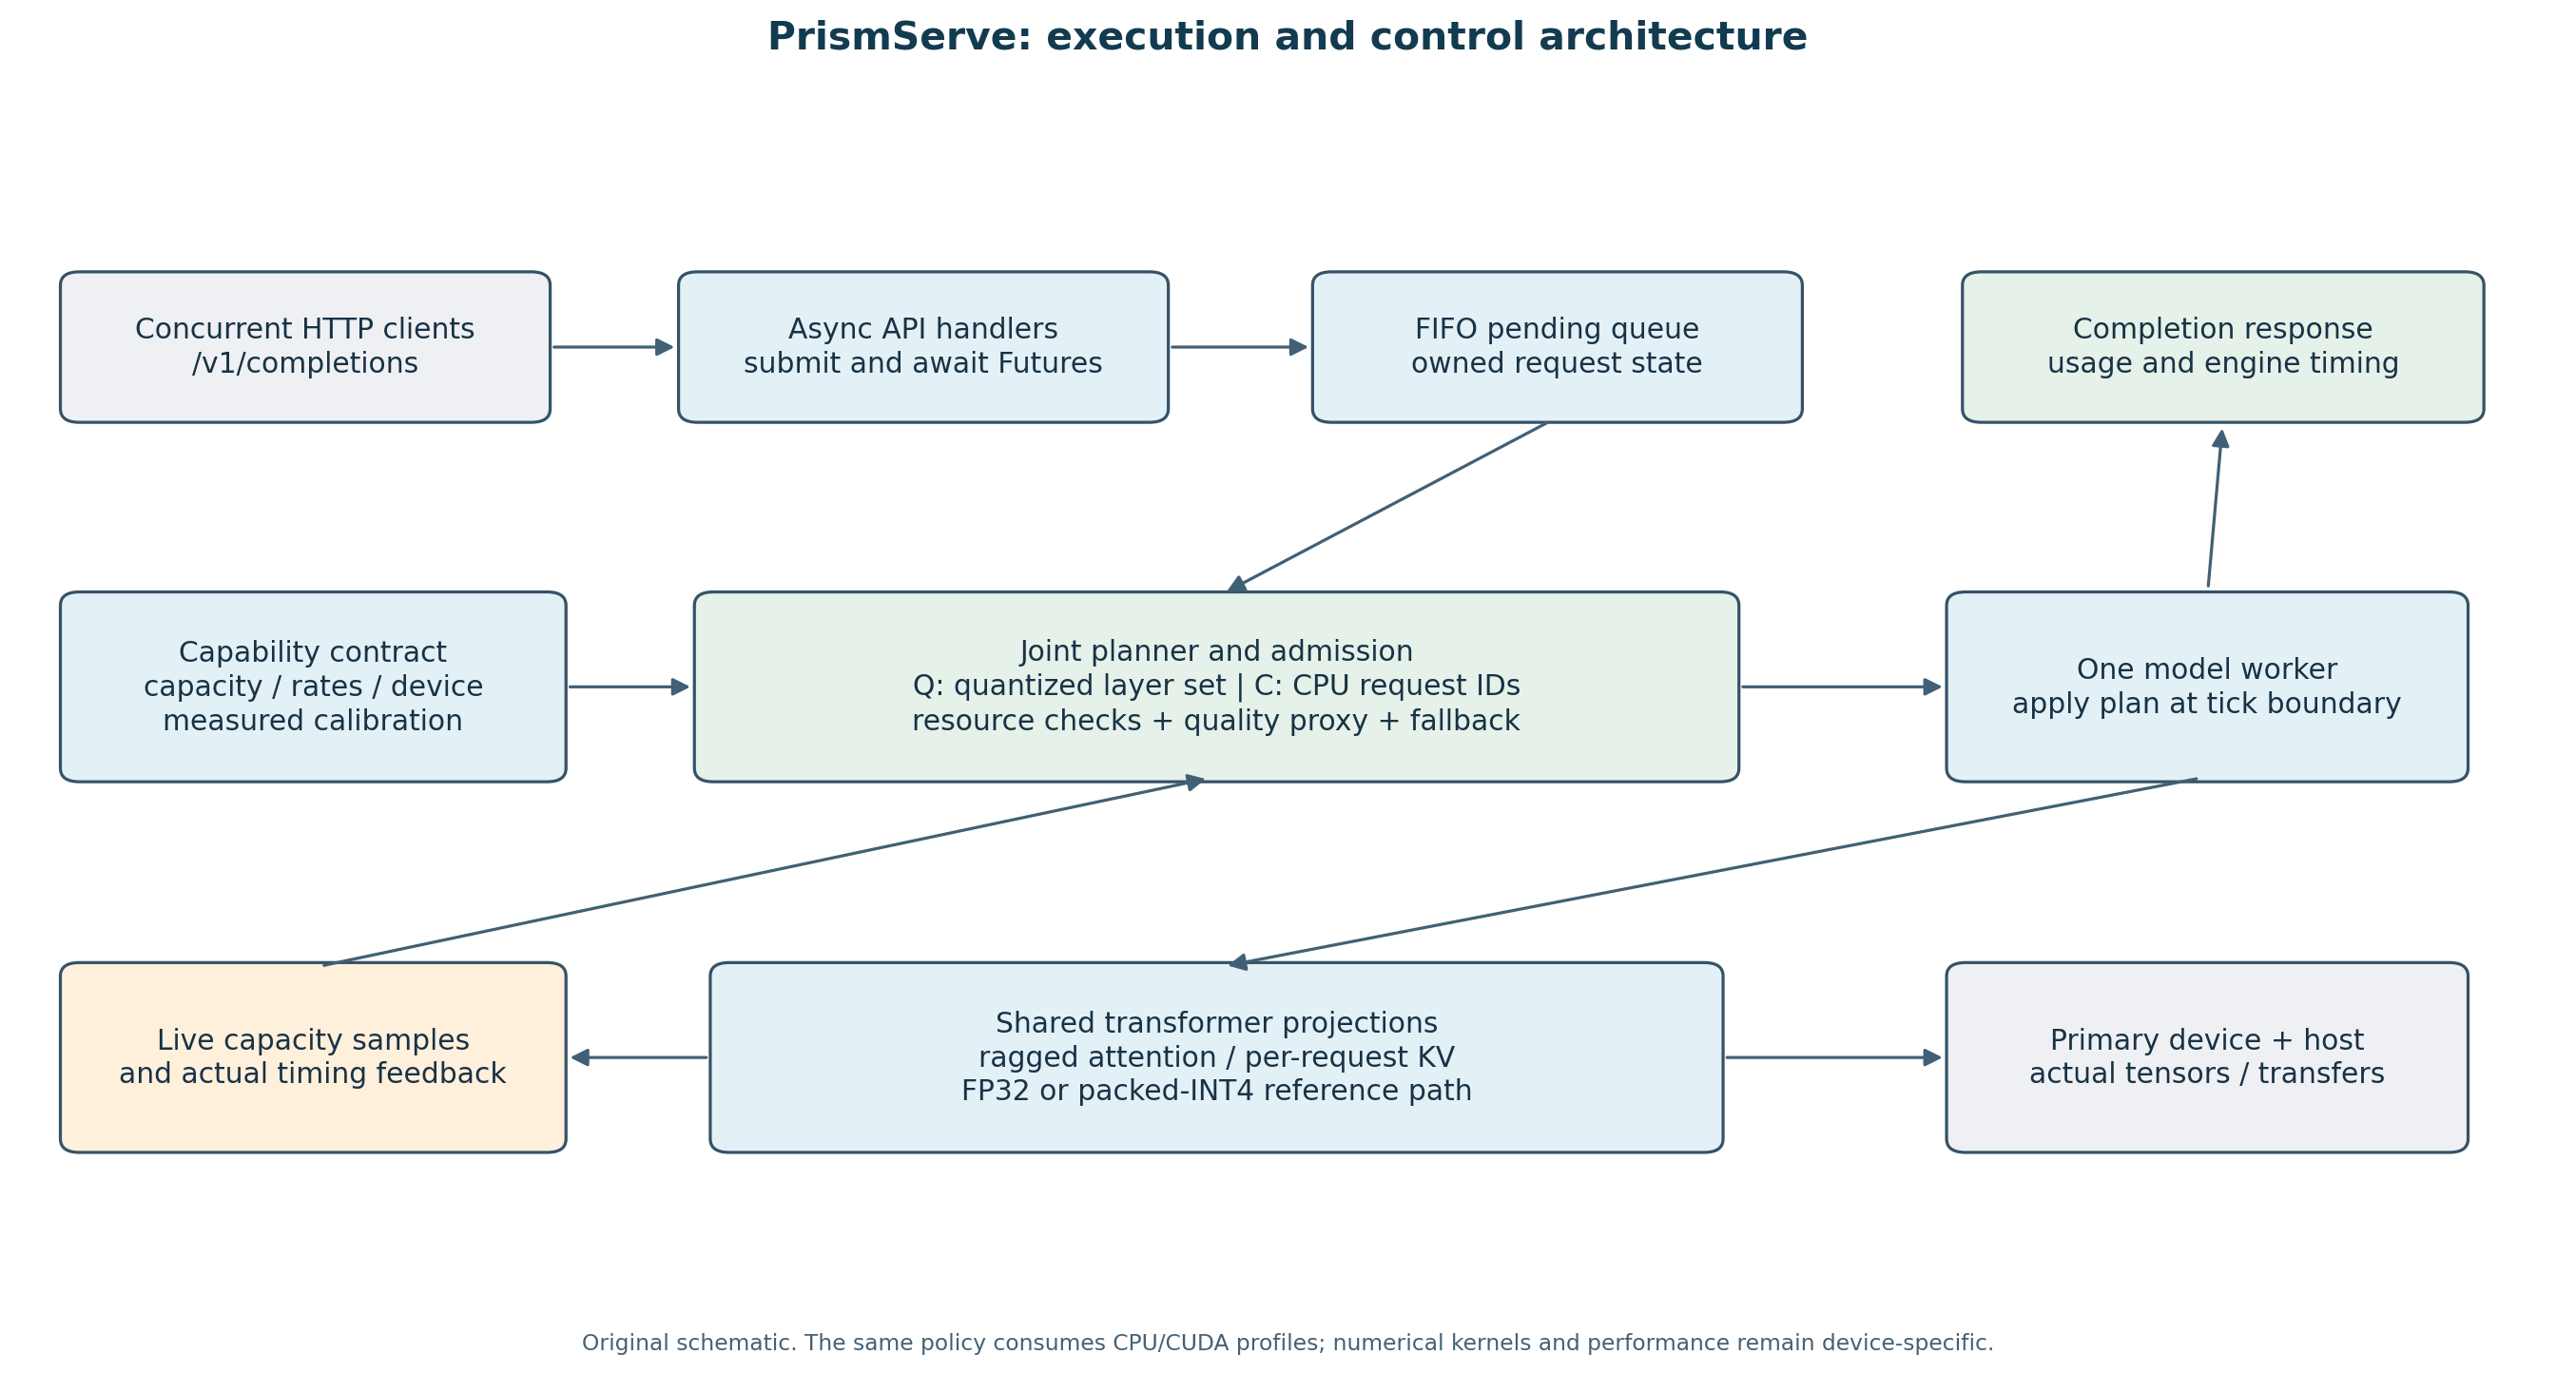 PrismServe: execution and control architecture
Concurrent HTTP clients
/v1/completions
Async API handlers
submit and await Futures
FIFO pending queue
owned request state
Completion response
usage and engine timing
Capability contract
capacity / rates / device
measured calibration
Joint planner and admission
Q: quantized layer set | C: CPU request IDs
resource checks + quality proxy + fallback
One model worker
apply plan at tick boundary
Live capacity samples
and actual timing feedback
Shared transformer projections
ragged attention / per-request KV
FP32 or packed-INT4 reference path
Primary device + host
actual tensors / transfers
Original schematic. The same policy consumes CPU/CUDA profiles; numerical kernels and performance remain device-specific.